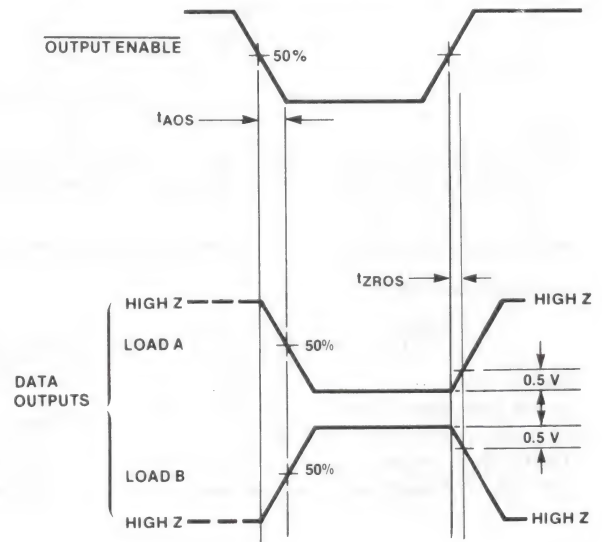 OUTPUT ENABLE
50%
tAOS
tZROS
HIGH Z
HIGH Z
LOAD A
50%
0.5 V
DATA
OUTPUTS
0.5 V
LOAD B
50%
HIGH Z
HIGH Z